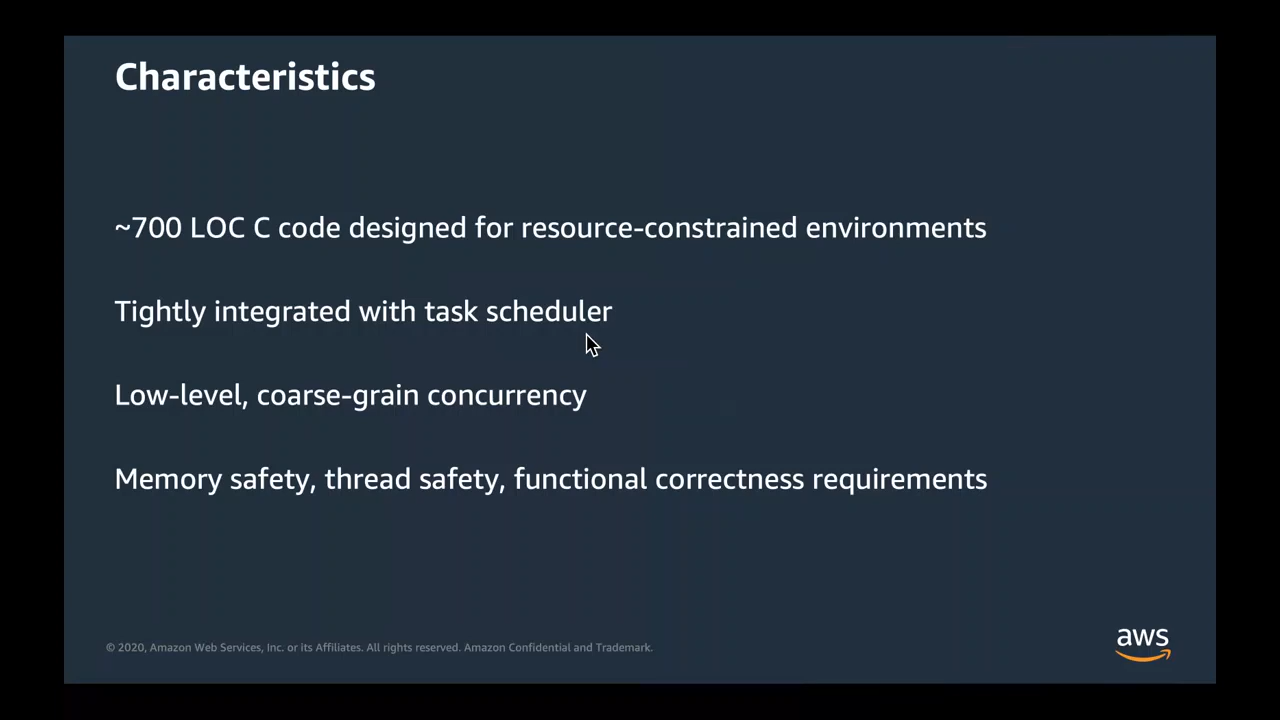 Characteristics
~700 LOC C code designed for resource-constrained environments
Tightly integrated with task scheduler
Low-level, coarse-grain concurrency
Memory safety, thread safety, functional correctness requirements
© 2020, Amazon Web Services, Inc. or its Affiliates. All rights reserved. Amazon Confidential and Trademark.
aws